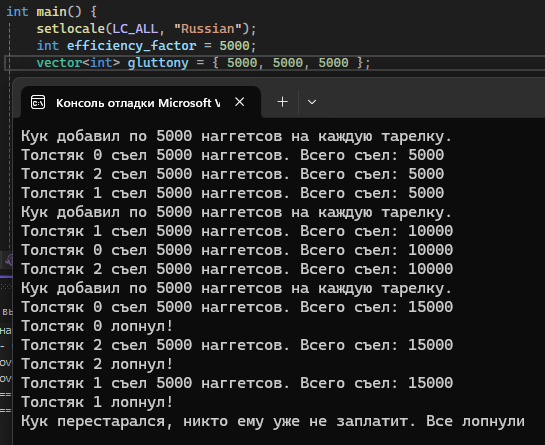 int main() {
setlocale(LC_ALL, "Russian");
int efficiency_factor = 5000;
vector<int> gluttony = { 5000, 5000, 5000 };
Консоль отладки Microsoft V
Кук добавил по 5000 наггетсов на каждую тарелку.
Толстяк 0 съел 5000 наггетсов. Всего съел: 5000
Толстяк 2 съел 5000 наггетсов. Всего съел: 5000
Толстяк 1 съел 5000 наггетсов. Всего съел: 5000
Кук добавил по 5000 наггетсов на каждую тарелку.
Толстяк 1 съел 5000 наггетсов. Всего съел: 10000
Толстяк 0 съел 5000 наггетсов. Всего съел: 10000
Толстяк 2 съел 5000 наггетсов. Всего съел: 10000
Кук добавил по 5000 наггетсов на каждую тарелку.
Толстяк 0 съел 5000 наггетсов. Всего съел: 15000
Толстяк 0 лопнул!
Толстяк 2 съел 5000 наггетсов. Всего съел: 15000
Толстяк 2 лопнул!
Толстяк 1 съел 5000 наггетсов. Всего съел: 15000
Толстяк 1 лопнул!
Кук перестарался, никто ему уже не заплатит. Все лопнули